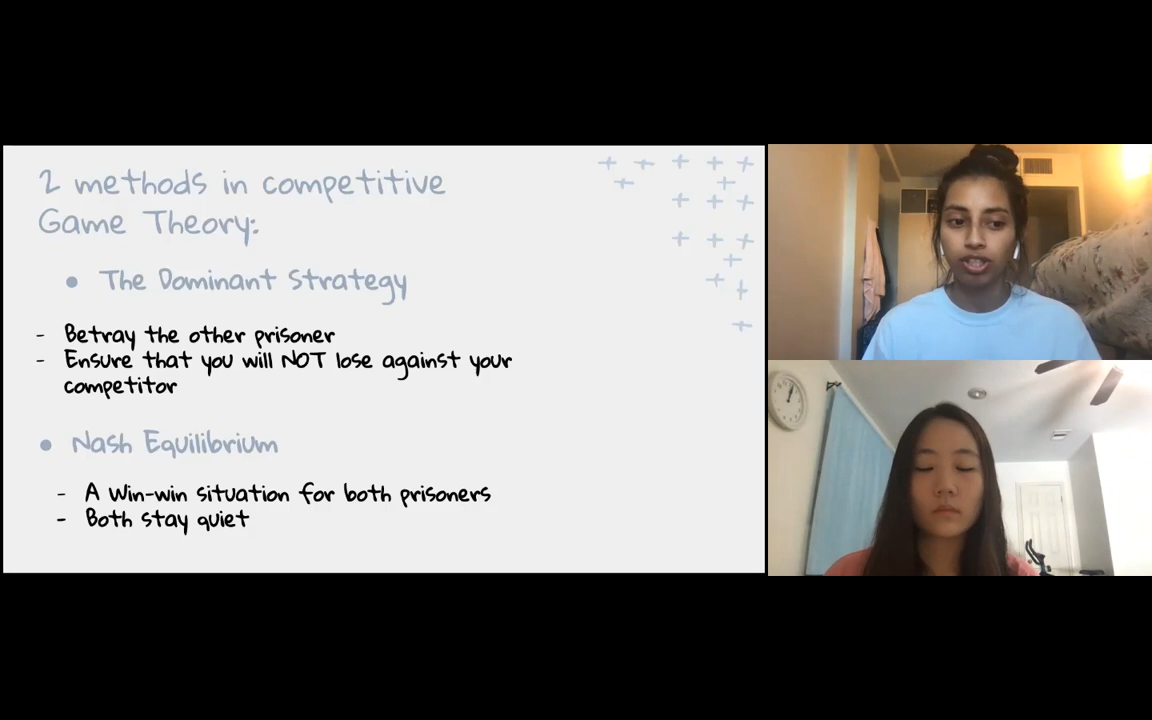 2 methods in competitive
Game Theory:
• The Dominant Strategy
- Betray the other prisoner
- Ensure that you will NOT lose against your
competitor
• Nash Equilibrium
- A Win-win situation for both prisoners
- Both stay quiet